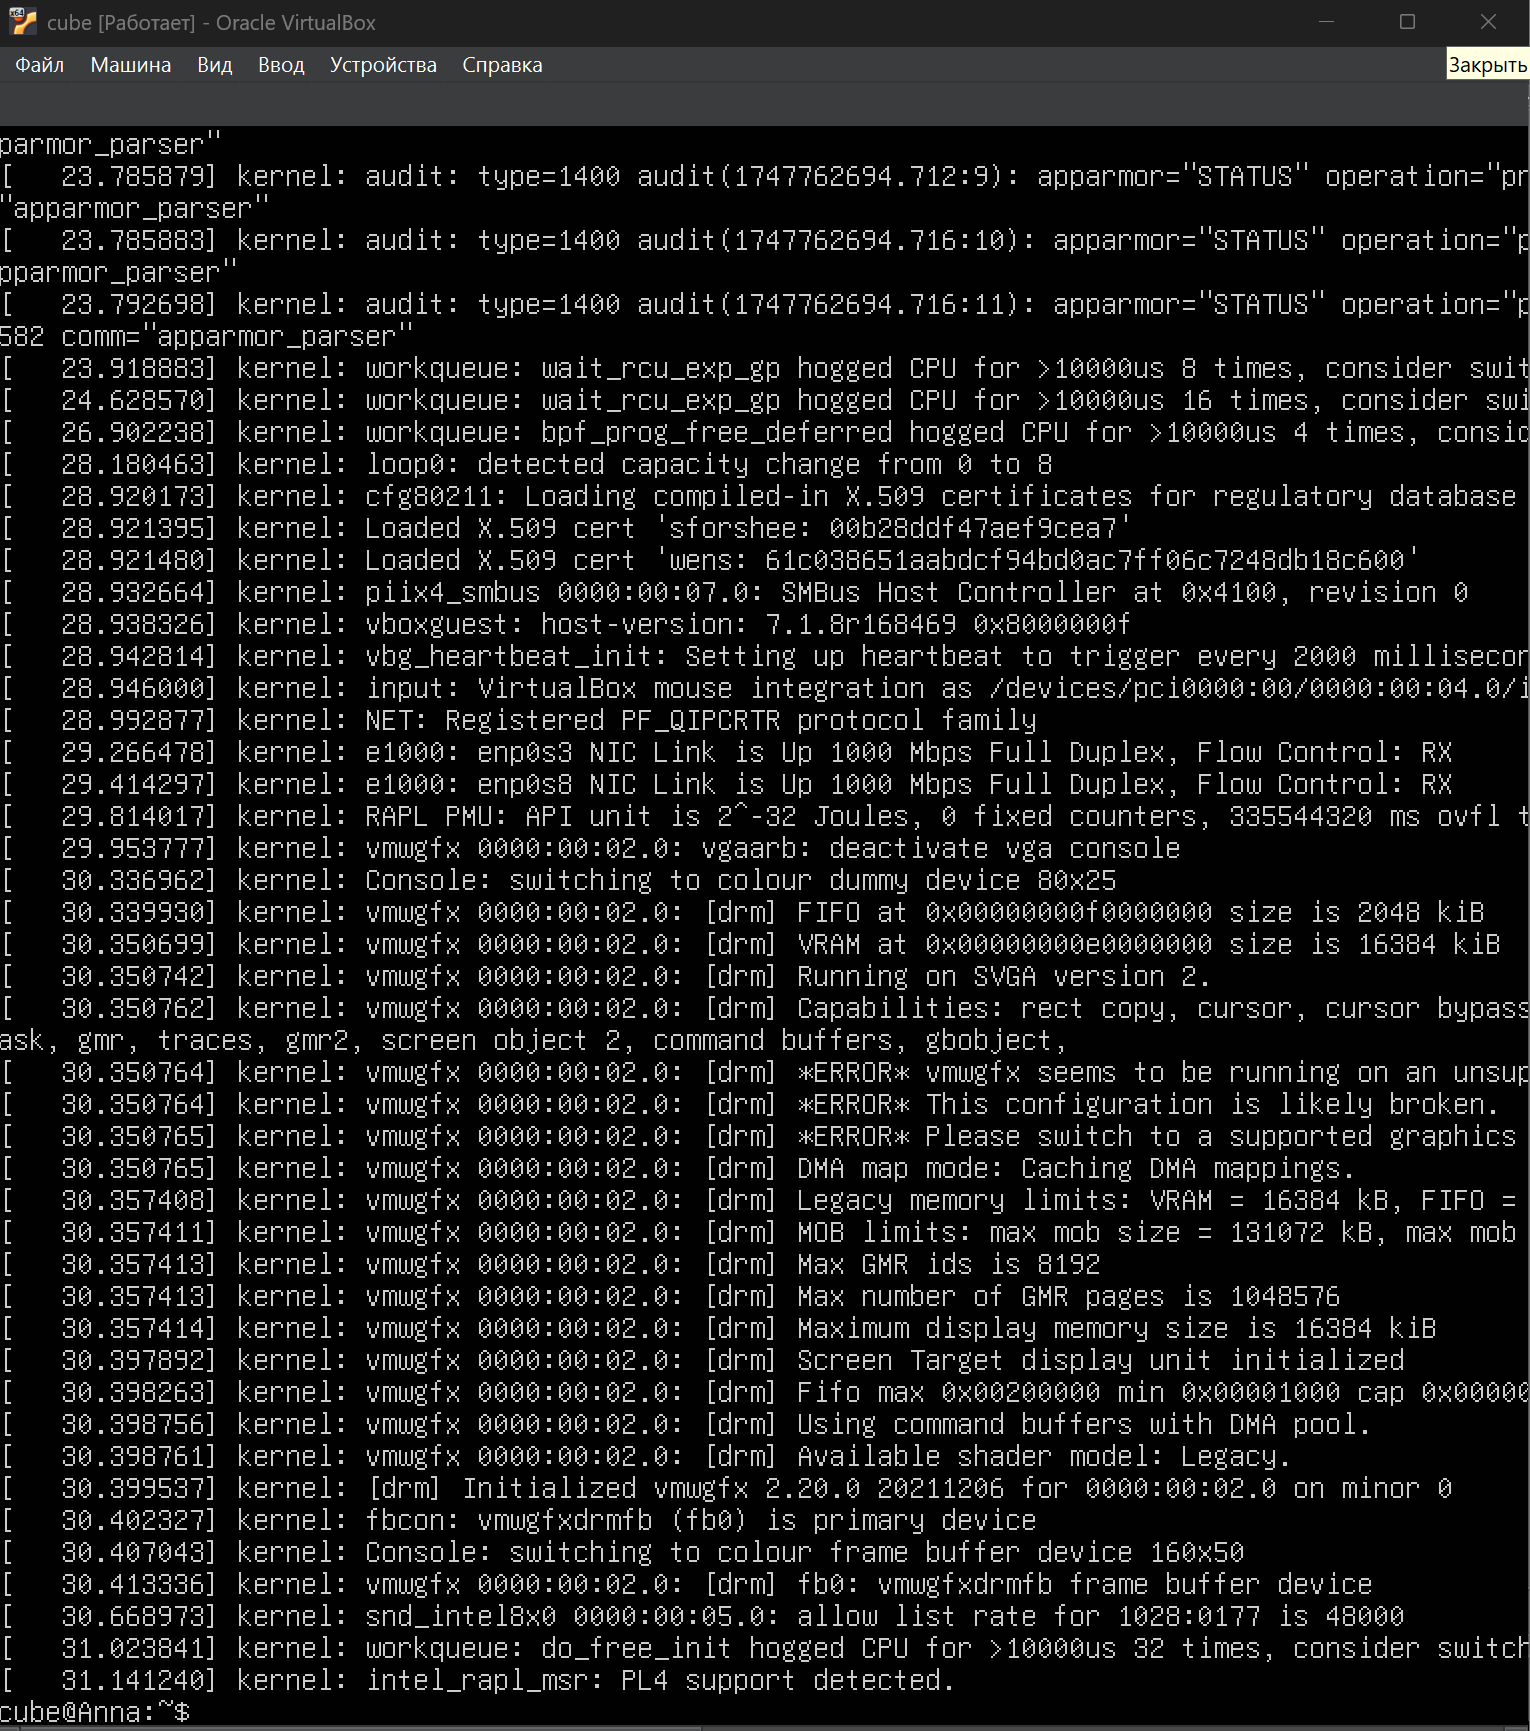 cube [Работает] - Oracle VirtualBox
Файл Машина Вид Ввод Устройства Справка
Закрыть
parmor_parser"
[   23.785879] kernel: audit: type=1400 audit(1747762694.712:9): apparmor="STATUS" operation="pr
"apparmor_parser"
[   23.785883] kernel: audit: type=1400 audit(1747762694.716:10): apparmor="STATUS" operation="p
pparmor_parser"
[   23.792698] kernel: audit: type=1400 audit(1747762694.716:11): apparmor="STATUS" operation="p
582 comm="apparmor_parser"
[   23.918883] kernel: workqueue: wait_rcu_exp_gp hogged CPU for >10000us 8 times, consider swit
[   24.628570] kernel: workqueue: wait_rcu_exp_gp hogged CPU for >10000us 16 times, consider swi
[   26.902238] kernel: workqueue: bpf_prog_free_deferred hogged CPU for >10000us 4 times, consid
[   28.180463] kernel: loop0: detected capacity change from 0 to 8
[   28.920173] kernel: cfg80211: Loading compiled-in X.509 certificates for regulatory database
[   28.921395] kernel: Loaded X.509 cert 'sforshee: 00b28ddf47aef9cea7'
[   28.921480] kernel: Loaded X.509 cert 'wens: 61c038651aabdcf94bd0ac7ff06c7248db18c600'
[   28.932664] kernel: piix4_smbus 0000:00:07.0: SMBus Host Controller at 0x4100, revision 0
[   28.938326] kernel: vboxguest: host-version: 7.1.8r168469 0x8000000f
[   28.942814] kernel: vbg_heartbeat_init: Setting up heartbeat to trigger every 2000 millisecon
[   28.946000] kernel: input: VirtualBox mouse integration as /devices/pci0000:00/0000:00:04.0/i
[   28.992877] kernel: NET: Registered PF_QIPCRTR protocol family
[   29.266478] kernel: e1000: enp0s3 NIC Link is Up 1000 Mbps Full Duplex, Flow Control: RX
[   29.414297] kernel: e1000: enp0s8 NIC Link is Up 1000 Mbps Full Duplex, Flow Control: RX
[   29.814017] kernel: RAPL PMU: API unit is 2^-32 Joules, 0 fixed counters, 335544320 ms ovfl t
[   29.953777] kernel: vmwgfx 0000:00:02.0: vgaarb: deactivate vga console
[   30.336962] kernel: Console: switching to colour dummy device 80x25
[   30.339930] kernel: vmwgfx 0000:00:02.0: [drm] FIFO at 0x00000000f0000000 size is 2048 kiB
[   30.350699] kernel: vmwgfx 0000:00:02.0: [drm] VRAM at 0x00000000e0000000 size is 16384 kiB
[   30.350742] kernel: vmwgfx 0000:00:02.0: [drm] Running on SVGA version 2.
[   30.350762] kernel: vmwgfx 0000:00:02.0: [drm] Capabilities: rect copy, cursor, cursor bypass
ask, gmr, traces, gmr2, screen object 2, command buffers, gbobject,
[   30.350764] kernel: vmwgfx 0000:00:02.0: [drm] *ERROR* vmwgfx seems to be running on an unsup
[   30.350764] kernel: vmwgfx 0000:00:02.0: [drm] *ERROR* This configuration is likely broken.
[   30.350765] kernel: vmwgfx 0000:00:02.0: [drm] *ERROR* Please switch to a supported graphics
[   30.350765] kernel: vmwgfx 0000:00:02.0: [drm] DMA map mode: Caching DMA mappings.
[   30.357408] kernel: vmwgfx 0000:00:02.0: [drm] Legacy memory limits: VRAM = 16384 kB, FIFO =
[   30.357411] kernel: vmwgfx 0000:00:02.0: [drm] MOB limits: max mob size = 131072 kB, max mob
[   30.357413] kernel: vmwgfx 0000:00:02.0: [drm] Max GMR ids is 8192
[   30.357413] kernel: vmwgfx 0000:00:02.0: [drm] Max number of GMR pages is 1048576
[   30.357414] kernel: vmwgfx 0000:00:02.0: [drm] Maximum display memory size is 16384 kiB
[   30.397892] kernel: vmwgfx 0000:00:02.0: [drm] Screen Target display unit initialized
[   30.398263] kernel: vmwgfx 0000:00:02.0: [drm] Fifo max 0x00200000 min 0x00001000 cap 0x00000
[   30.398756] kernel: vmwgfx 0000:00:02.0: [drm] Using command buffers with DMA pool.
[   30.398761] kernel: vmwgfx 0000:00:02.0: [drm] Available shader model: Legacy.
[   30.399537] kernel: [drm] Initialized vmwgfx 2.20.0 20211206 for 0000:00:02.0 on minor 0
[   30.402327] kernel: fbcon: vmwgfxdrmfb (fb0) is primary device
[   30.407043] kernel: Console: switching to colour frame buffer device 160x50
[   30.413336] kernel: vmwgfx 0000:00:02.0: [drm] fb0: vmwgfxdrmfb frame buffer device
[   30.668973] kernel: snd_intel8x0 0000:00:05.0: allow list rate for 1028:0177 is 48000
[   31.023841] kernel: workqueue: do_free_init hogged CPU for >10000us 32 times, consider switch
[   31.141240] kernel: intel_rapl_msr: PL4 support detected.
cube@Anna:~$